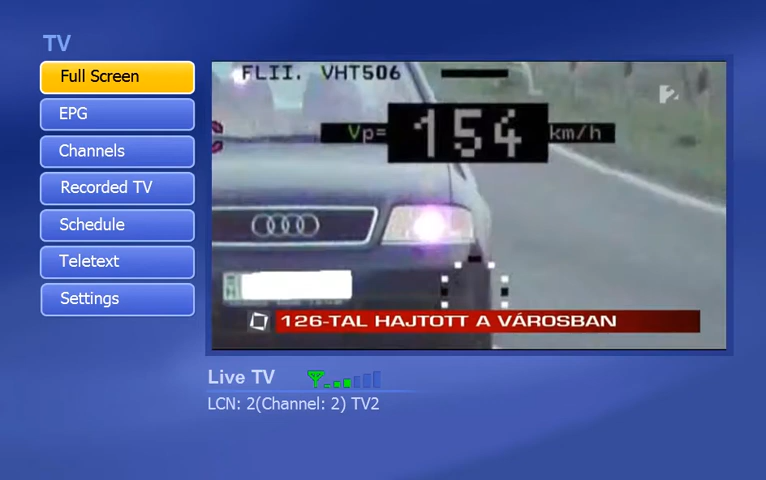 TV
Full Screen
EPG
Channels
Recorded TV
Schedule
Teletext
Settings
FLII. VHT506
Vp= 154 km/h
2
126-TAL HAJTOTT A VÁROSBAN
Live TV
LCN: 2(Channel: 2) TV2